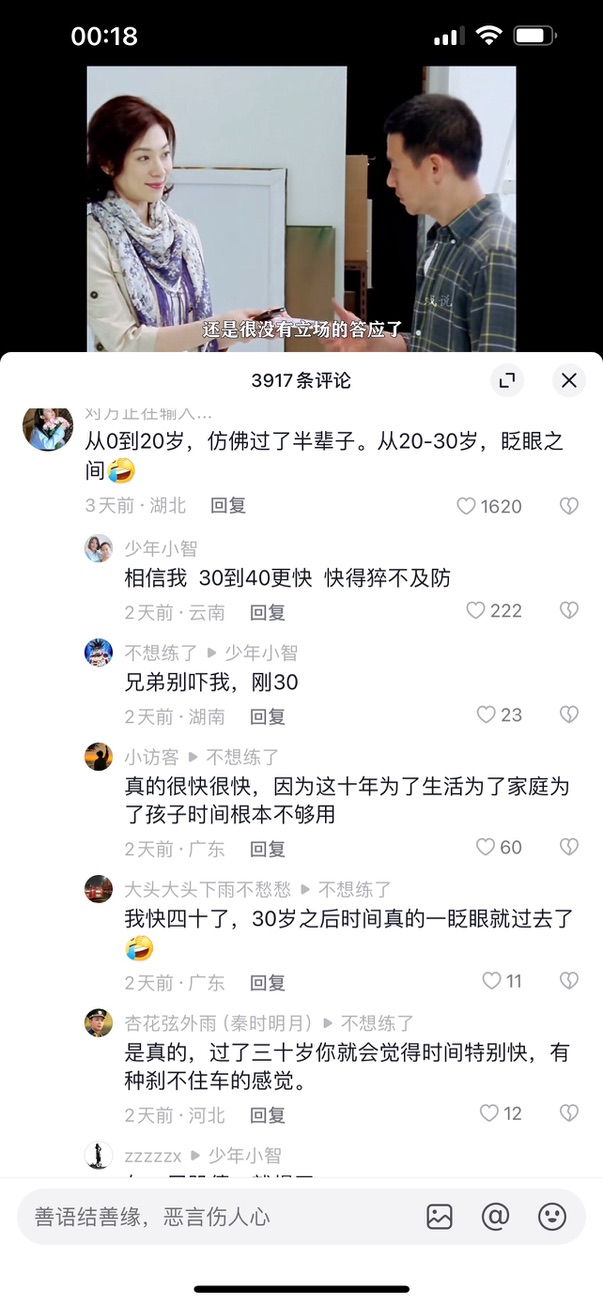 00:18
还是很没有立场的答应了
3917条评论
对方正在输入...
从0到20岁，仿佛过了半辈子。从20-30岁，眨眼之
间🤣
3天前·湖北 回复 1620
少年小智
相信我 30到40更快 快得猝不及防
2天前·云南 回复 222
不想练了 ▶ 少年小智
兄弟别吓我，刚30
2天前·湖南 回复 23
小访客 ▶ 不想练了
真的很快很快，因为这十年为了生活为了家庭为
了孩子时间根本不够用
2天前·广东 回复 60
大头大头下雨不愁愁 ▶ 不想练了
我快四十了，30岁之后时间真的一眨眼就过去了
🤣
2天前·广东 回复 11
杏花弦外雨 (秦时明月) ▶ 不想练了
是真的，过了三十岁你就会觉得时间特别快，有
种刹不住车的感觉。
2天前·河北 回复 12
zzzzzx ▶ 少年小智
善语结善缘，恶言伤人心